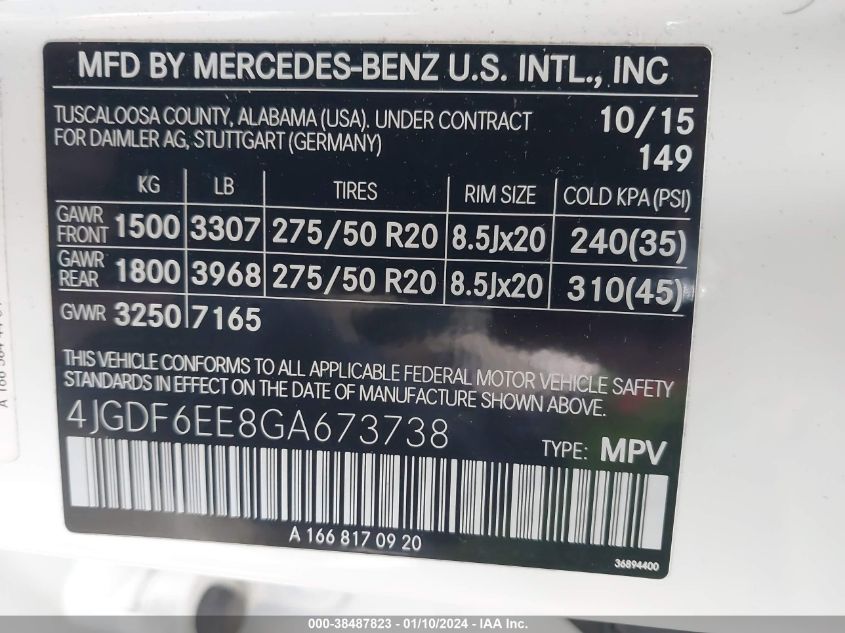 MFD BY MERCEDES-BENZ U.S. INTL., INC
TUSCALOOSA COUNTY, ALABAMA (USA). UNDER CONTRACT
FOR DAIMLER AG, STUTTGART (GERMANY)
10/15
149
KG LB TIRES RIM SIZE COLD KPA (PSI)
GAWR FRONT 1500 3307 275/50 R20 8.5Jx20 240(35)
GAWR REAR 1800 3968 275/50 R20 8.5Jx20 310(45)
GVWR 3250 7165
THIS VEHICLE CONFORMS TO ALL APPLICABLE FEDERAL MOTOR VEHICLE SAFETY
STANDARDS IN EFFECT ON THE DATE OF MANUFACTURE SHOWN ABOVE.
4JGDF6EE8GA673738
TYPE: MPV
A 166 817 09 20
36894400
000-38487823 - 01/10/2024 - IAA Inc.